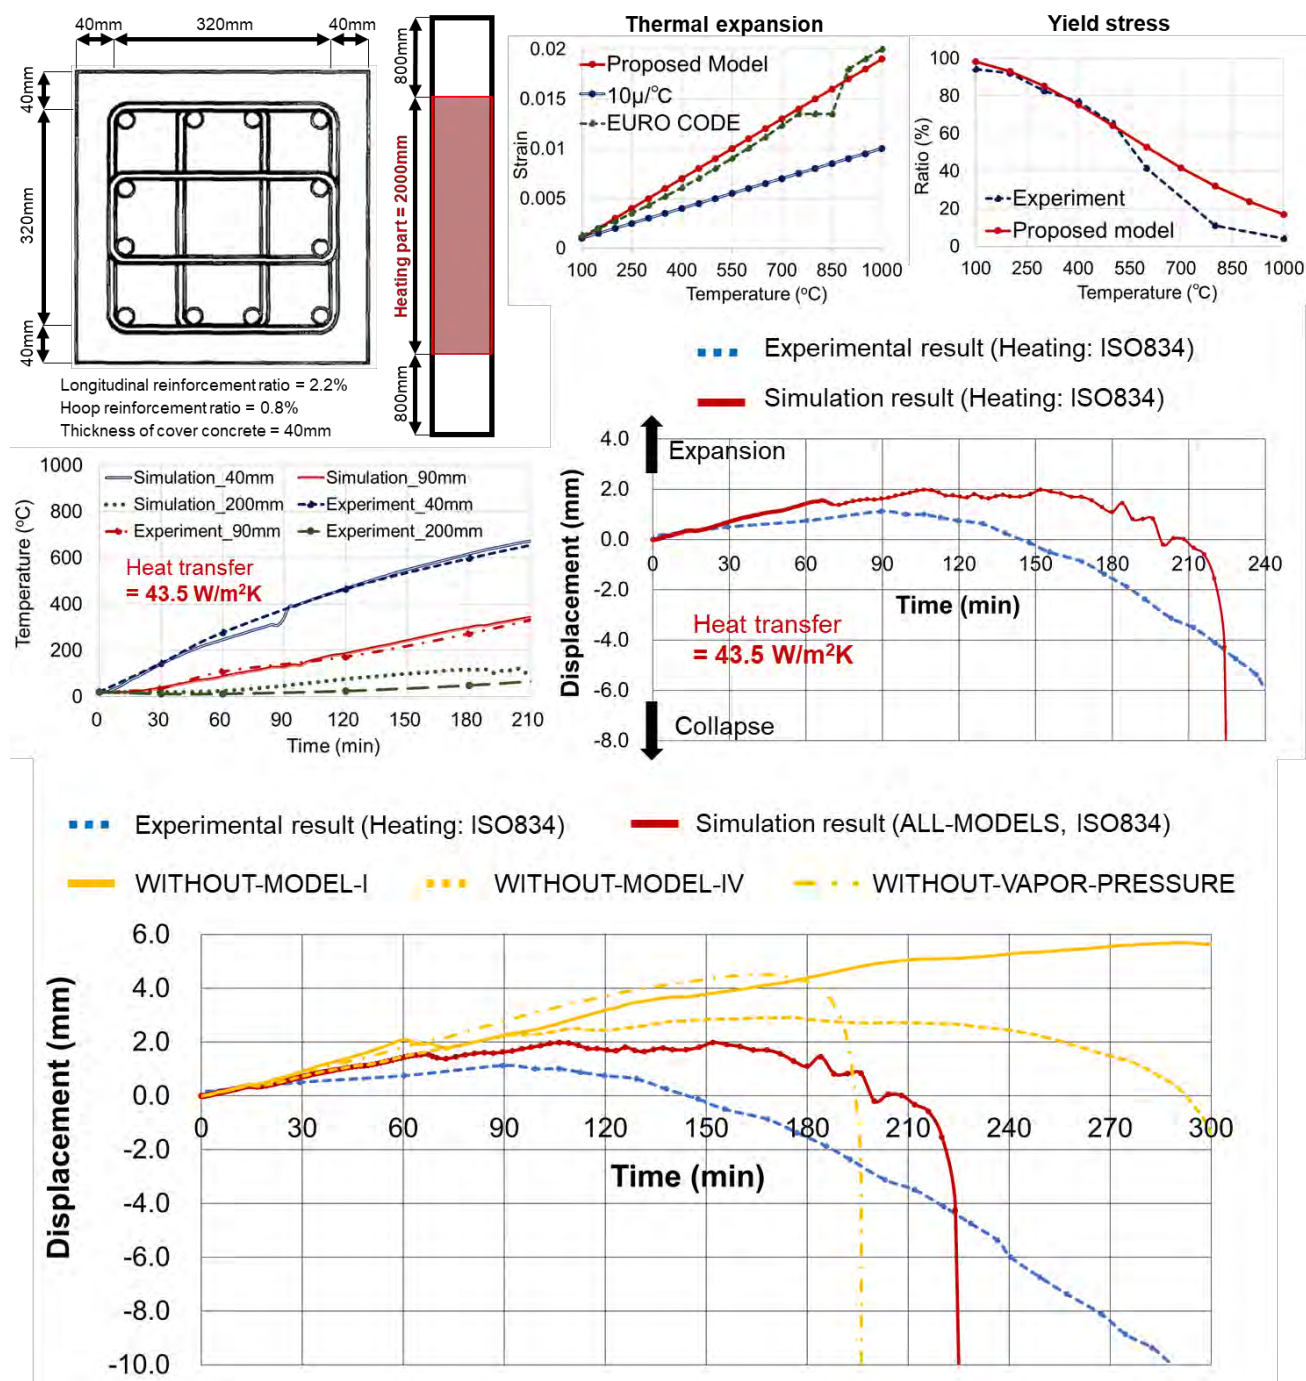 40mm
320mm
40mm
40mm
320mm
40mm
Longitudinal reinforcement ratio = 2.2%
Hoop reinforcement ratio = 0.8%
Thickness of cover concrete = 40mm
800mm
Heating part = 2000mm
800mm
Thermal expansion
Strain
0.02
0.015
0.01
0.005
0
Proposed Model
10μ/°C
EURO CODE
100 250 400 550 700 850 1000
Temperature (°C)
Yield stress
Ratio (%)
100
80
60
40
20
0
Experiment
Proposed model
100 250 400 550 700 850 1000
Temperature (°C)
Temperature (°C)
1000
800
600
400
200
0
Simulation_40mm
Simulation_90mm
Simulation_200mm
Experiment_40mm
Experiment_90mm
Experiment_200mm
Heat transfer
= 43.5 W/m²K
0 30 60 90 120 150 180 210
Time (min)
Experimental result (Heating: ISO834)
Simulation result (Heating: ISO834)
Displacement (mm)
4.0
2.0
0.0
-2.0
-4.0
-6.0
-8.0
Expansion
0 30 60 90 120 150 180 210 240
Time (min)
Heat transfer
= 43.5 W/m²K
Collapse
Experimental result (Heating: ISO834)
Simulation result (ALL-MODELS, ISO834)
WITHOUT-MODEL-I
WITHOUT-MODEL-IV
WITHOUT-VAPOR-PRESSURE
Displacement (mm)
6.0
4.0
2.0
0.0
-2.0
-4.0
-6.0
-8.0
-10.0
0 30 60 90 120 150 180 210 240 270 300
Time (min)